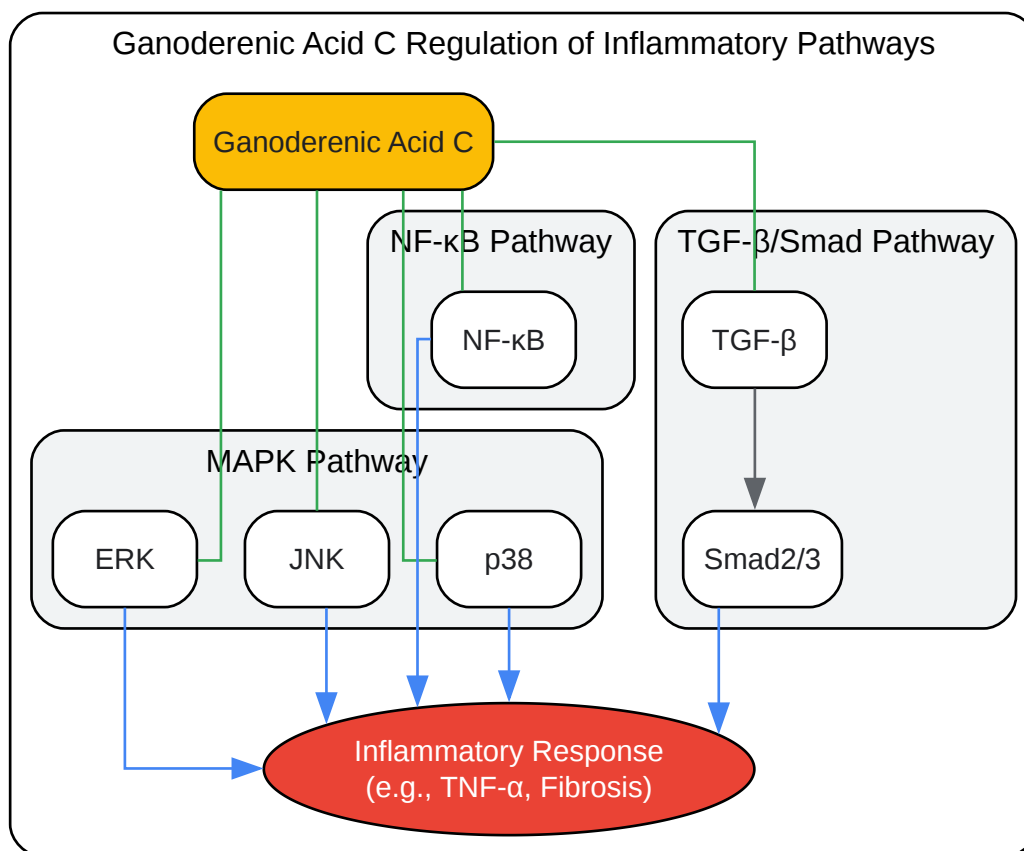 Ganoderenic Acid C Regulation of Inflammatory Pathways
Ganoderenic Acid C
NF-κB Pathway
TGF-β/Smad Pathway
NF-κB
TGF-β
MAPK Pathway
ERK
JNK
p38
Smad2/3
Inflammatory Response
(e.g., TNF-α, Fibrosis)